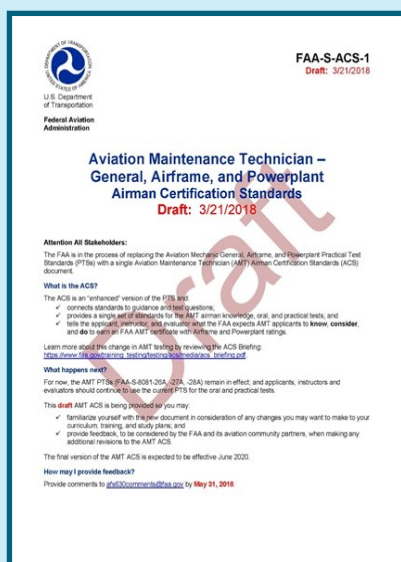 FAA-S-ACS-1
Draft: 3/21/2018
U.S. Department
of Transportation
Federal Aviation
Administration
Aviation Maintenance Technician –
General, Airframe, and Powerplant
Airman Certification Standards
Draft: 3/21/2018
Attention All Stakeholders:
The FAA is in the process of replacing the Aviation Mechanic General, Airframe, and Powerplant Practical Test
Standards (PTSs) with a single Aviation Maintenance Technician (AMT) Airman Certification Standards (ACS)
document.
What is the ACS?
The ACS is an "enhanced" version of the PTS and:
✓ connects standards to guidance and test questions;
✓ provides a single set of standards for the AMT airman knowledge, oral, and practical tests; and
✓ tells the applicant, instructor, and evaluator what the FAA expects AMT applicants to know, consider,
and do to earn an FAA AMT certificate with Airframe and Powerplant ratings.
Learn more about this change in AMT testing by reviewing the ACS Briefing:
https://www.faa.gov/training_testing/testing/acs/media/acs_briefing.pdf.
What happens next?
For now, the AMT PTSs (FAA-S-8081-26A, -27A, -28A) remain in effect; and applicants, instructors and
evaluators should continue to use the current PTS for the oral and practical tests.
This draft AMT ACS is being provided so you may:
✓ familiarize yourself with the new document in consideration of any changes you may want to make to your
curriculum, training, and study plans; and
✓ provide feedback, to be considered by the FAA and its aviation community partners, when making any
additional revisions to the AMT ACS.
The final version of the AMT ACS is expected to be effective June 2020.
How may I provide feedback?
Provide comments to afs630comments@faa.gov by May 31, 2018.
Draft